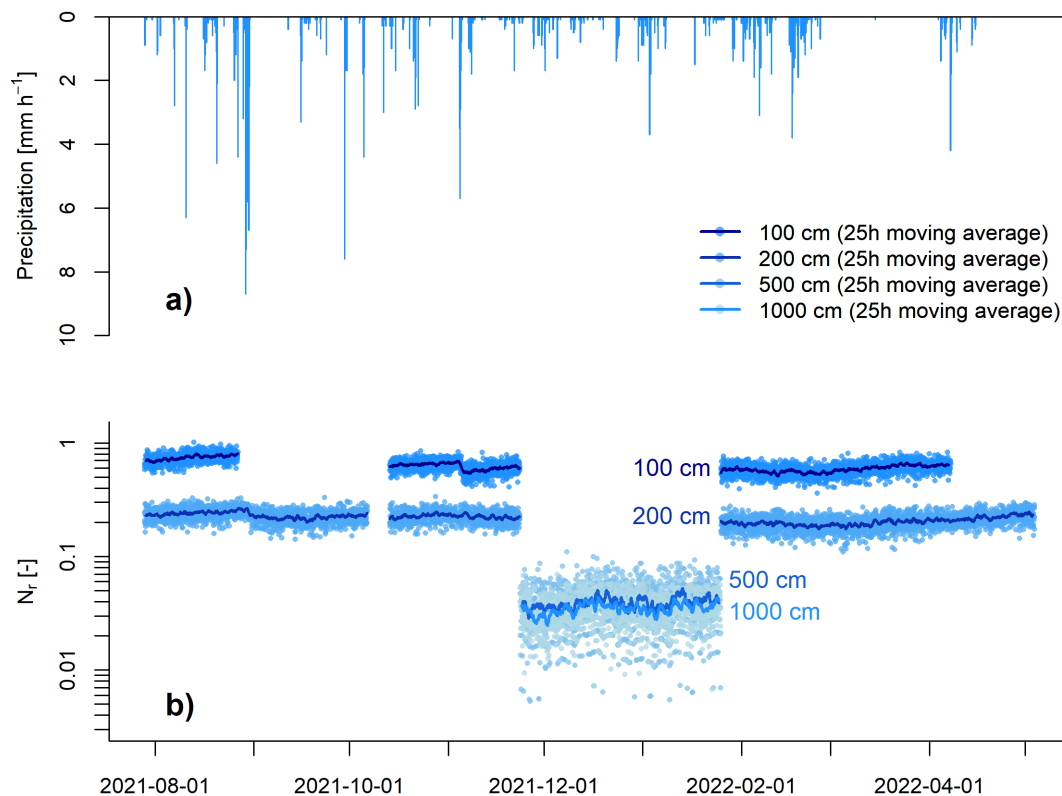 0
2
4
6
8
10
Precipitation [mm h⁻¹]
100 cm (25h moving average)
200 cm (25h moving average)
500 cm (25h moving average)
1000 cm (25h moving average)
a)
1
0.1
0.01
Nᵣ [-]
100 cm
200 cm
500 cm
1000 cm
b)
2021-08-01 2021-10-01 2021-12-01 2022-02-01 2022-04-01